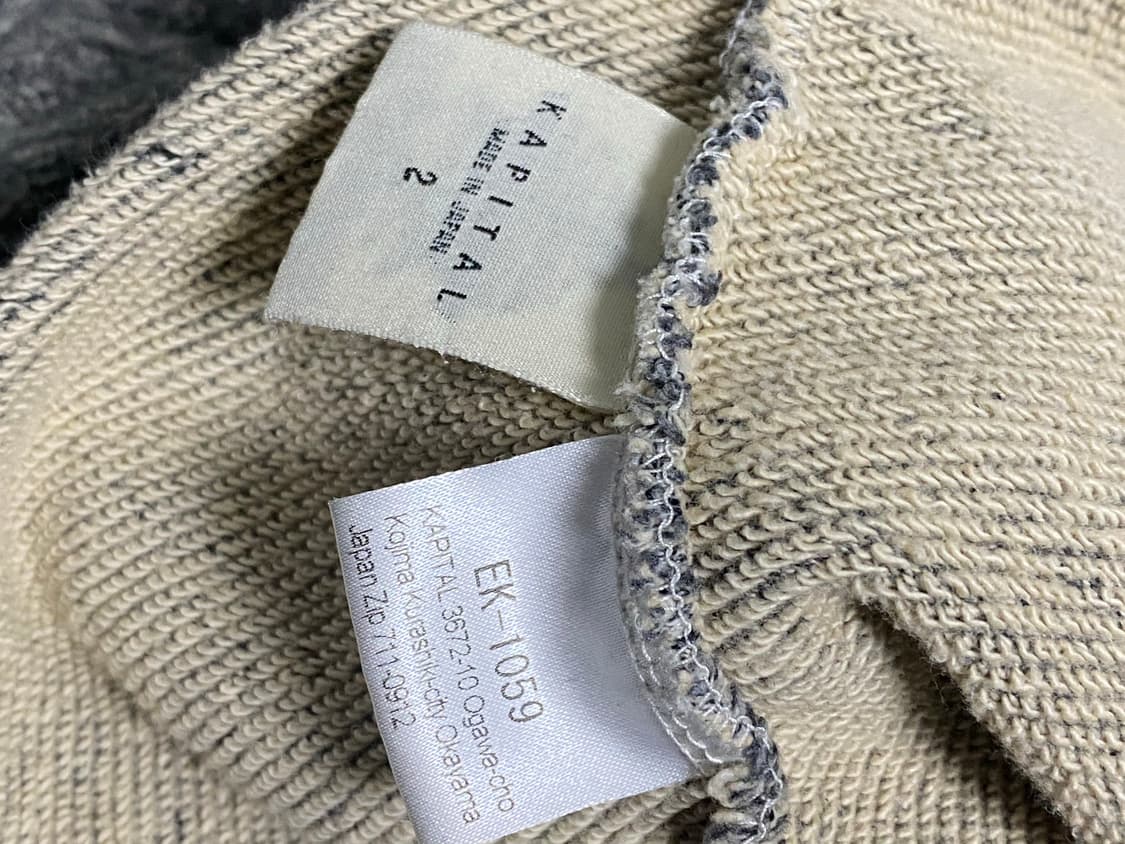 KAPITAL
MADE IN JAPAN
2
EK-1059
KAPITAL 3672-10 Ogawa-cho
Kojima Kurashiki-city Okayama
Japan Zip 711-0912